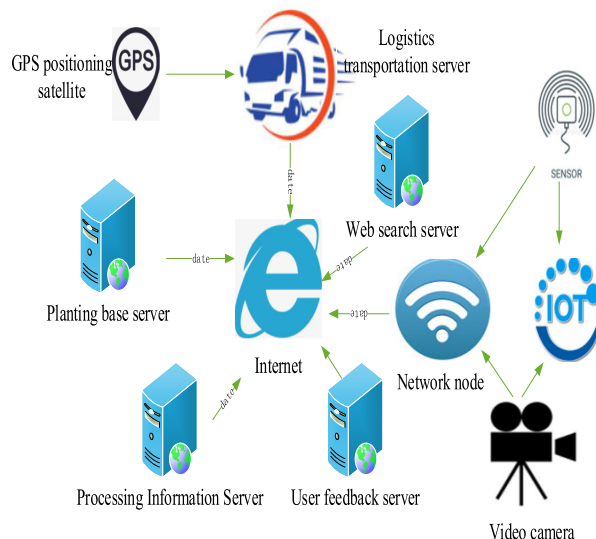 GPS positioning
satellite
GPS
Logistics
transportation server
SENSOR
date
Web search server
date
Planting base server
date
date
IOT
Internet
Network node
date
Processing Information Server
User feedback server
Video camera